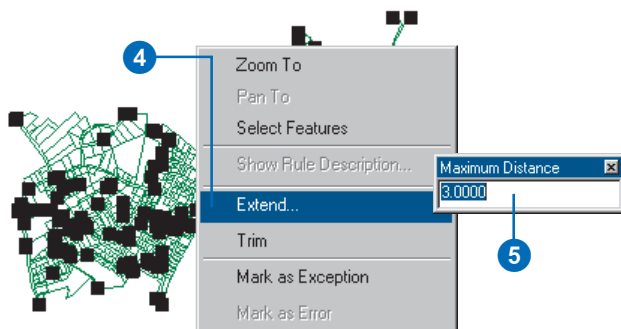 4
Zoom To
Pan To
Select Features
Show Rule Description...
Maximum Distance
3.0000
Extend...
5
Trim
Mark as Exception
Mark as Error